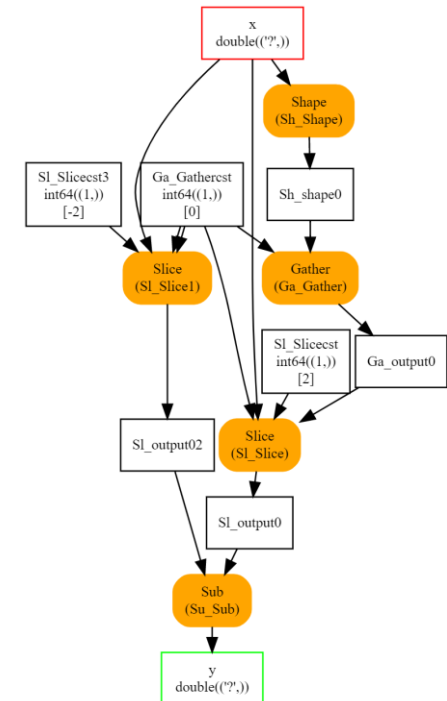 x
double(('?',))
Shape
(Sh_Shape)
Sl_Slicecst3
int64((1,))
[-2]
Ga_Gathercst
int64((1,))
[0]
Sh_shape0
Slice
(Sl_Slice1)
Gather
(Ga_Gather)
Sl_Slicecst
int64((1,))
[2]
Ga_output0
Sl_output02
Slice
(Sl_Slice)
Sl_output0
Sub
(Su_Sub)
y
double(('?',))